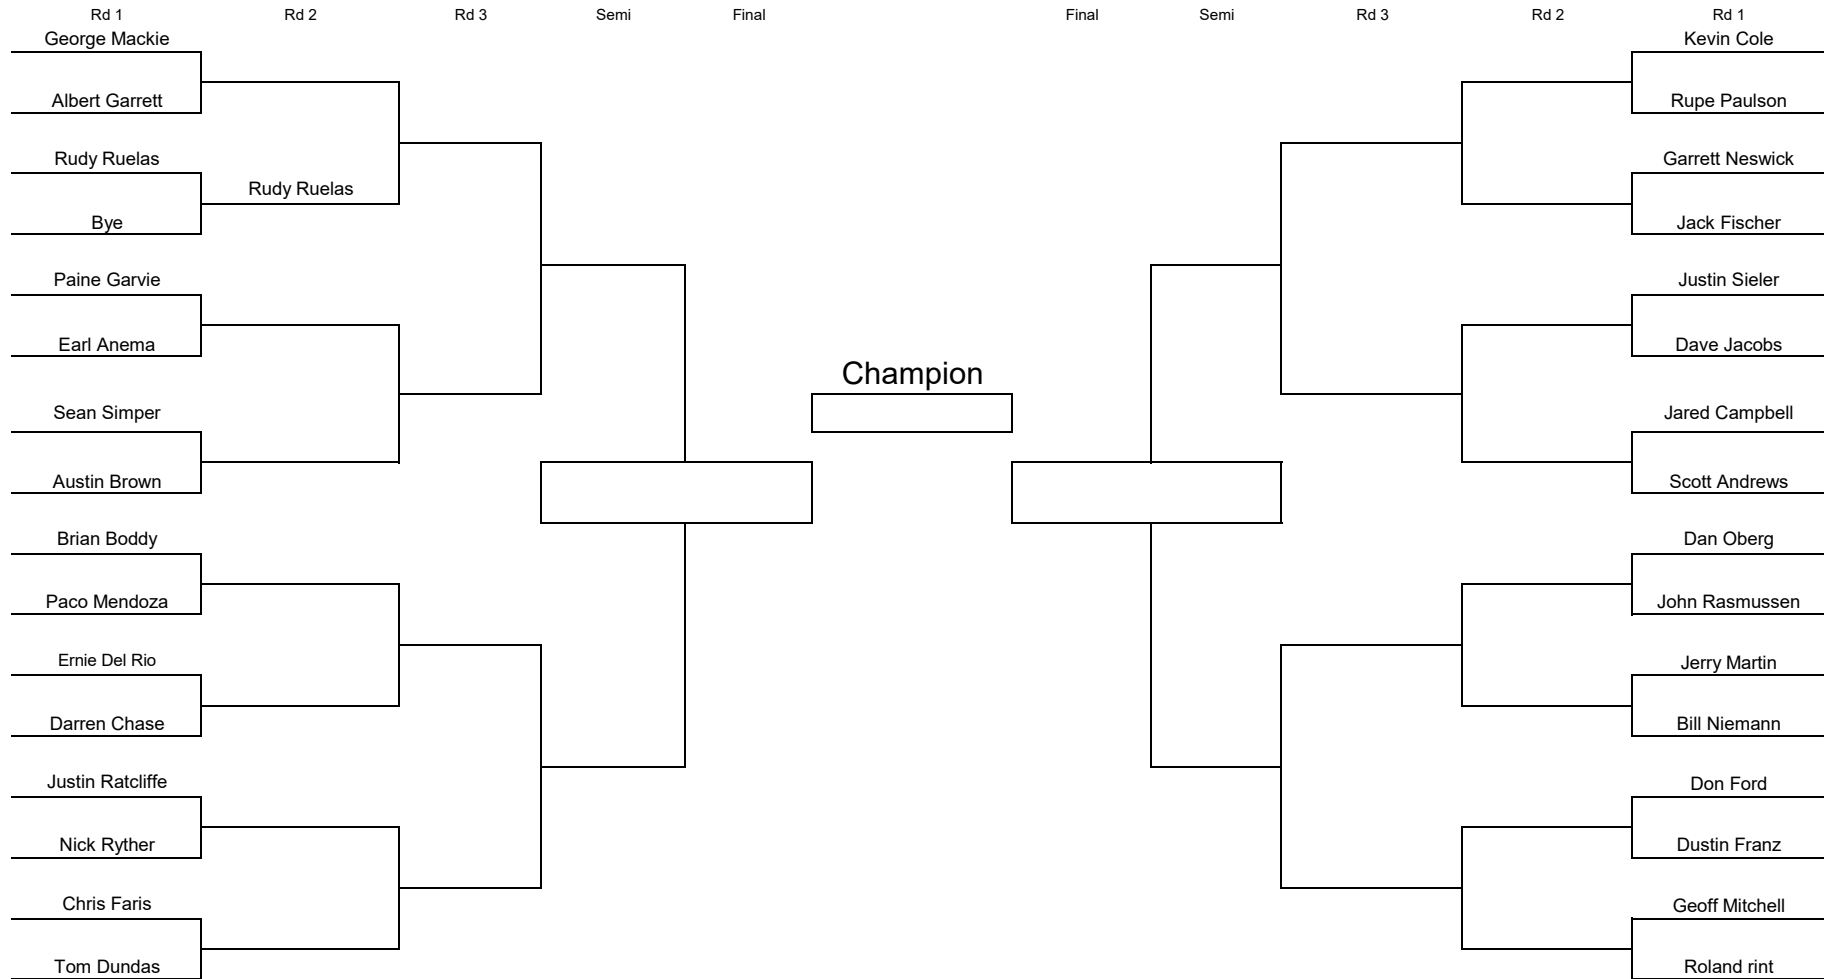 Rd 1 Rd 2 Rd 3 Semi Final Final Semi Rd 3 Rd 2 Rd 1
George Mackie Kevin Cole
Albert Garrett Rupe Paulson
Rudy Ruelas Garrett Neswick
Rudy Ruelas
Bye Jack Fischer
Paine Garvie Justin Sieler
Earl Anema Dave Jacobs
Champion
Sean Simper Jared Campbell
Austin Brown Scott Andrews
Brian Boddy Dan Oberg
Paco Mendoza John Rasmussen
Ernie Del Rio Jerry Martin
Darren Chase Bill Niemann
Justin Ratcliffe Don Ford
Nick Ryther Dustin Franz
Chris Faris Geoff Mitchell
Tom Dundas Roland rint